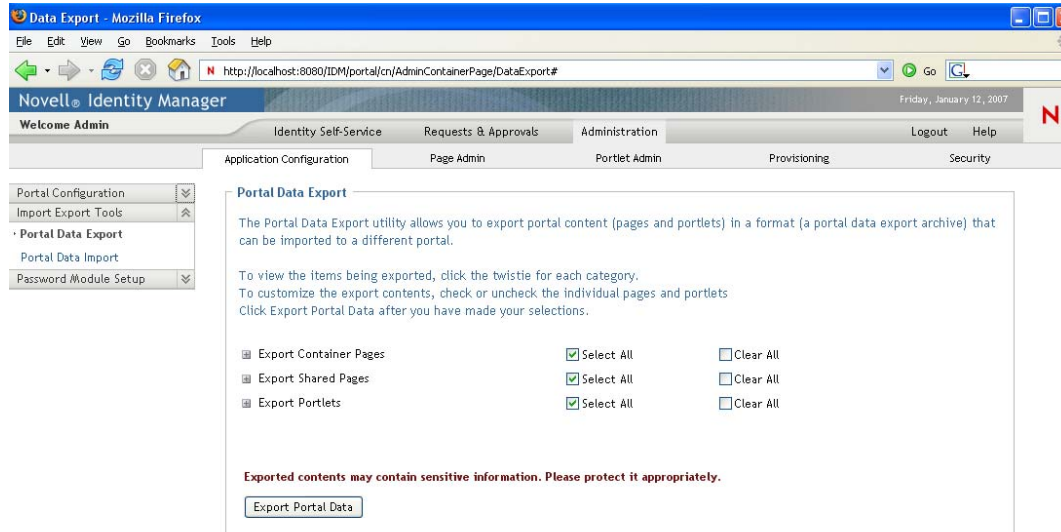 Data Export - Mozilla Firefox
File Edit View Go Bookmarks Tools Help
N http://localhost:8080/IDM/portal/cn/AdminContainerPage/DataExport# Go G
Novell® Identity Manager Friday, January 12, 2007
N
Welcome Admin Identity Self-Service Requests & Approvals Administration Logout Help
Application Configuration Page Admin Portlet Admin Provisioning Security
Portal Configuration
Import Export Tools
· Portal Data Export
Portal Data Import
Password Module Setup
Portal Data Export
The Portal Data Export utility allows you to export portal content (pages and portlets) in a format (a portal data export archive) that
can be imported to a different portal.
To view the items being exported, click the twistie for each category.
To customize the export contents, check or uncheck the individual pages and portlets
Click Export Portal Data after you have made your selections.
Export Container Pages Select All Clear All
Export Shared Pages Select All Clear All
Export Portlets Select All Clear All
Exported contents may contain sensitive information. Please protect it appropriately.
Export Portal Data